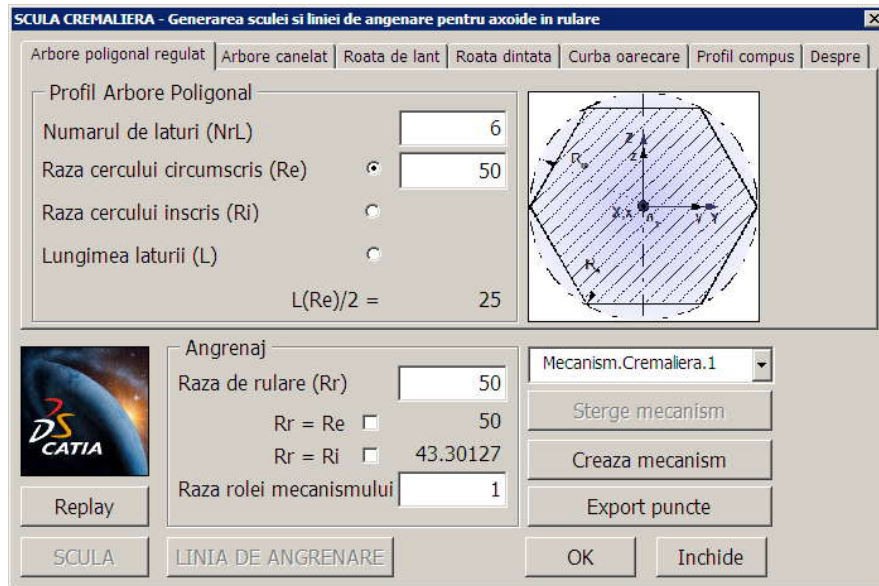 SCULA CREMALIERA - Generarea sculei si liniei de angenare pentru axoide in rulare
Arbore poligonal regulat Arbore canelat Roata de lant Roata dintata Curba oarecare Profil compus Despre
Profil Arbore Poligonal
Numarul de laturi (NrL) 6
Raza cercului circumscris (Re) 50
Raza cercului inscris (Ri)
Lungimea laturii (L)
L(Re)/2 = 25
Angrenaj
Raza de rulare (Rr) 50
Rr = Re 50
Rr = Ri 43.30127
Raza rolei mecanismului 1
CATIA
Replay
SCULA
LINIA DE ANGRENARE
Mecanism.Cremaliera.1
Sterge mecanism
Creaza mecanism
Export puncte
OK
Inchide